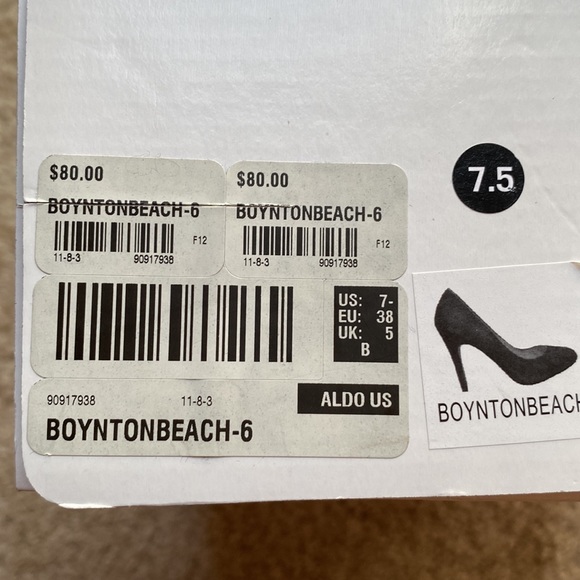 $80.00
BOYNTONBEACH-6
F12
11-8-3 90917938
$80.00
BOYNTONBEACH-6
F12
11-8-3 90917938
7.5
US: 7-
EU: 38
UK: 5
B
90917938 11-8-3
ALDO US
BOYNTONBEACH-6
BOYNTONBEACH